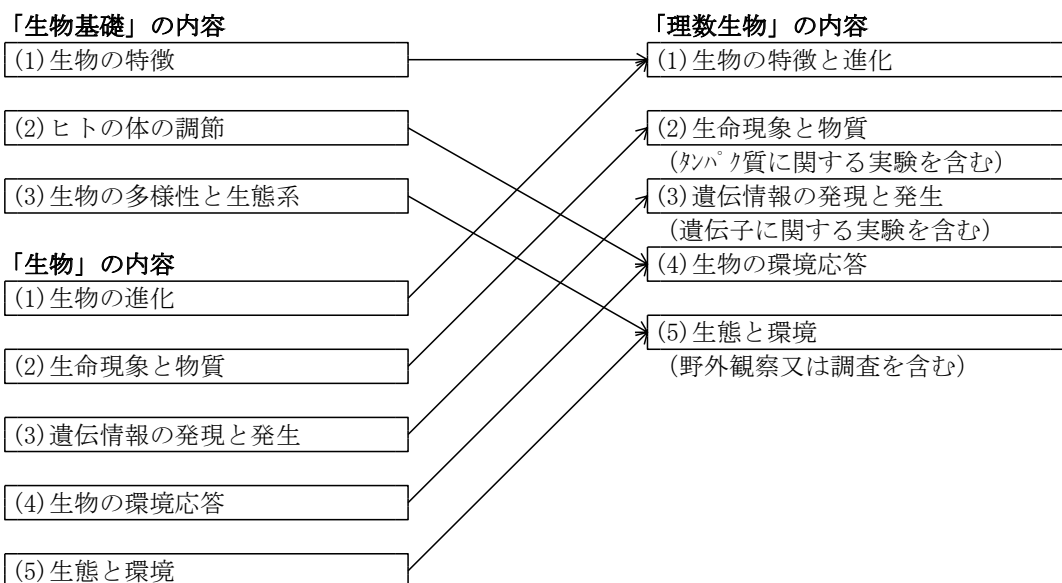 「生物基礎」の内容
(1)生物の特徴
(2)ヒトの体の調節
(3)生物の多様性と生態系
「生物」の内容
(1)生物の進化
(2)生命現象と物質
(3)遺伝情報の発現と発生
(4)生物の環境応答
(5)生態と環境
「理数生物」の内容
(1)生物の特徴と進化
(2)生命現象と物質
(ﾀﾝﾊﾟｸ質に関する実験を含む)
(3)遺伝情報の発現と発生
(遺伝子に関する実験を含む)
(4)生物の環境応答
(5)生態と環境
(野外観察又は調査を含む)